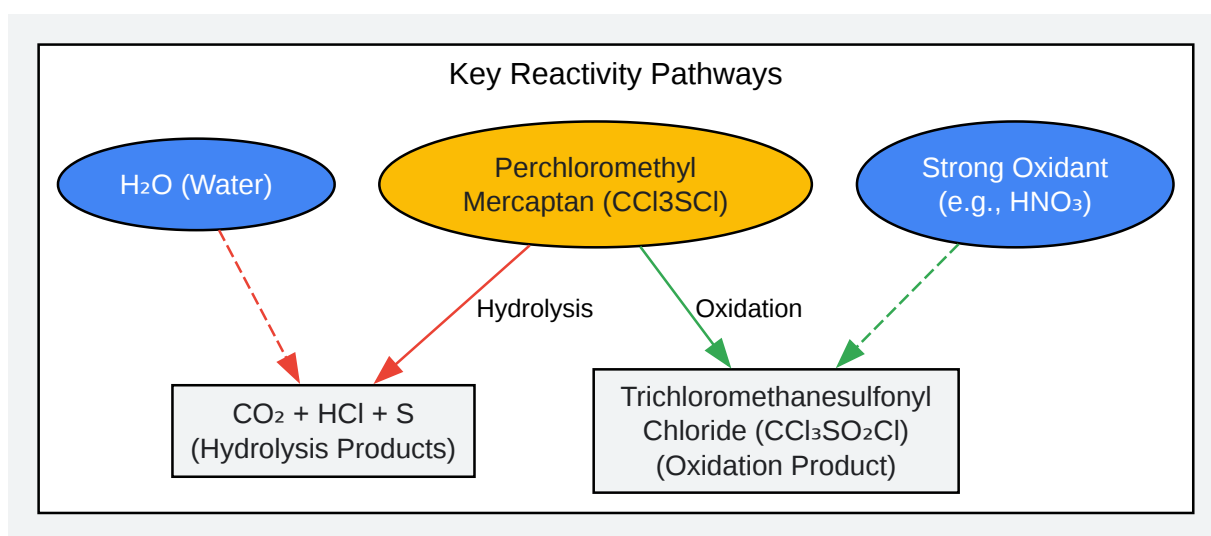 Key Reactivity Pathways
H₂O (Water)
Perchloromethyl
Mercaptan (CCl3SCl)
Strong Oxidant
(e.g., HNO₃)
Hydrolysis
Oxidation
CO₂ + HCl + S
(Hydrolysis Products)
Trichloromethanesulfonyl
Chloride (CCl₃SO₂Cl)
(Oxidation Product)